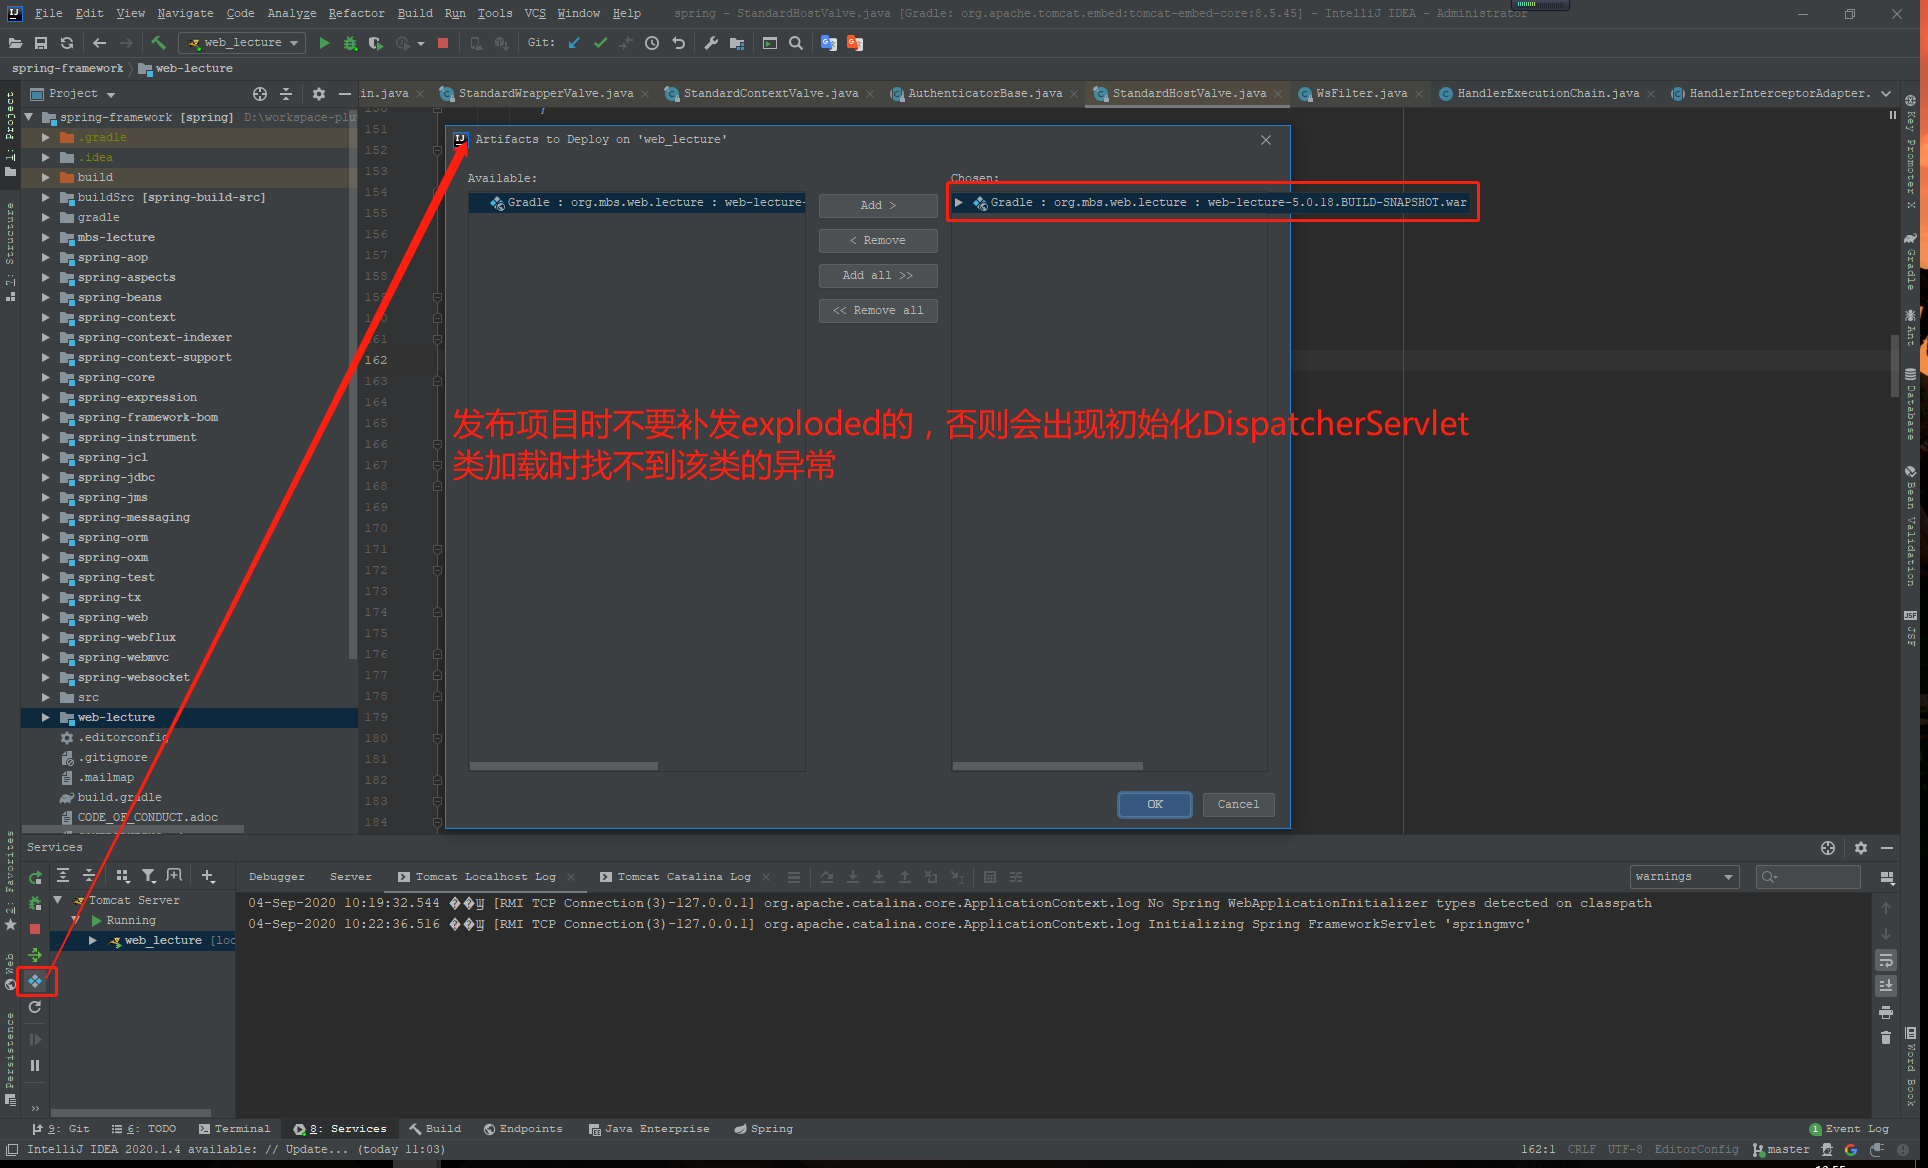 File Edit View Navigate Code Analyze Refactor Build Run Tools VCS Window Help spring - StandardHostValve.java [Gradle: org.apache.tomcat.embed:tomcat-embed-core:8.5.45] - IntelliJ IDEA - Administrator
web_lecture Git:
spring-framework web-lecture
Project
in.java StandardWrapperValve.java StandardContextValve.java AuthenticatorBase.java StandardHostValve.java WsFilter.java HandlerExecutionChain.java HandlerInterceptorAdapter.
spring-framework [spring] D:\workspace-plu
.gradle
.idea
build
buildSrc [spring-build-src]
gradle
mbs-lecture
spring-aop
spring-aspects
spring-beans
spring-context
spring-context-indexer
spring-context-support
spring-core
spring-expression
spring-framework-bom
spring-instrument
spring-jcl
spring-jdbc
spring-jms
spring-messaging
spring-orm
spring-oxm
spring-test
spring-tx
spring-web
spring-webflux
spring-webmvc
spring-websocket
src
web-lecture
.editorconfig
.gitignore
.mailmap
build.gradle
CODE_OF_CONDUCT.adoc
151
152
153
154
155
156
157
158
159
161
162
163
164
165
166
167
168
169
170
171
172
173
174
175
176
177
178
179
180
181
182
183
184
Artifacts to Deploy on 'web_lecture'
Available:
Gradle : org.mbs.web.lecture : web-lecture-
Add >
< Remove
Add all >>
<< Remove all
Chosen:
Gradle : org.mbs.web.lecture : web-lecture-5.0.18.BUILD-SNAPSHOT.war
发布项目时不要补发exploded的，否则会出现初始化DispatcherServlet
类加载时找不到该类的异常
OK Cancel
1: Project
7: Structure
2: Favorites
Web
Persistence
Key Promoter X
Gradle
Ant
Database
Bean Validation
JSF
Word Book
Services
Debugger Server Tomcat Localhost Log Tomcat Catalina Log warnings
Tomcat Server
Running
web_lecture [loc
04-Sep-2020 10:19:32.544 [RMI TCP Connection(3)-127.0.0.1] org.apache.catalina.core.ApplicationContext.log No Spring WebApplicationInitializer types detected on classpath
04-Sep-2020 10:22:36.516 [RMI TCP Connection(3)-127.0.0.1] org.apache.catalina.core.ApplicationContext.log Initializing Spring FrameworkServlet 'springmvc'
9: Git 6: TODO Terminal 8: Services Build Endpoints Java Enterprise Spring 1 Event Log
IntelliJ IDEA 2020.1.4 available: // Update... (today 11:03) 162:1 CRLF UTF-8 EditorConfig master